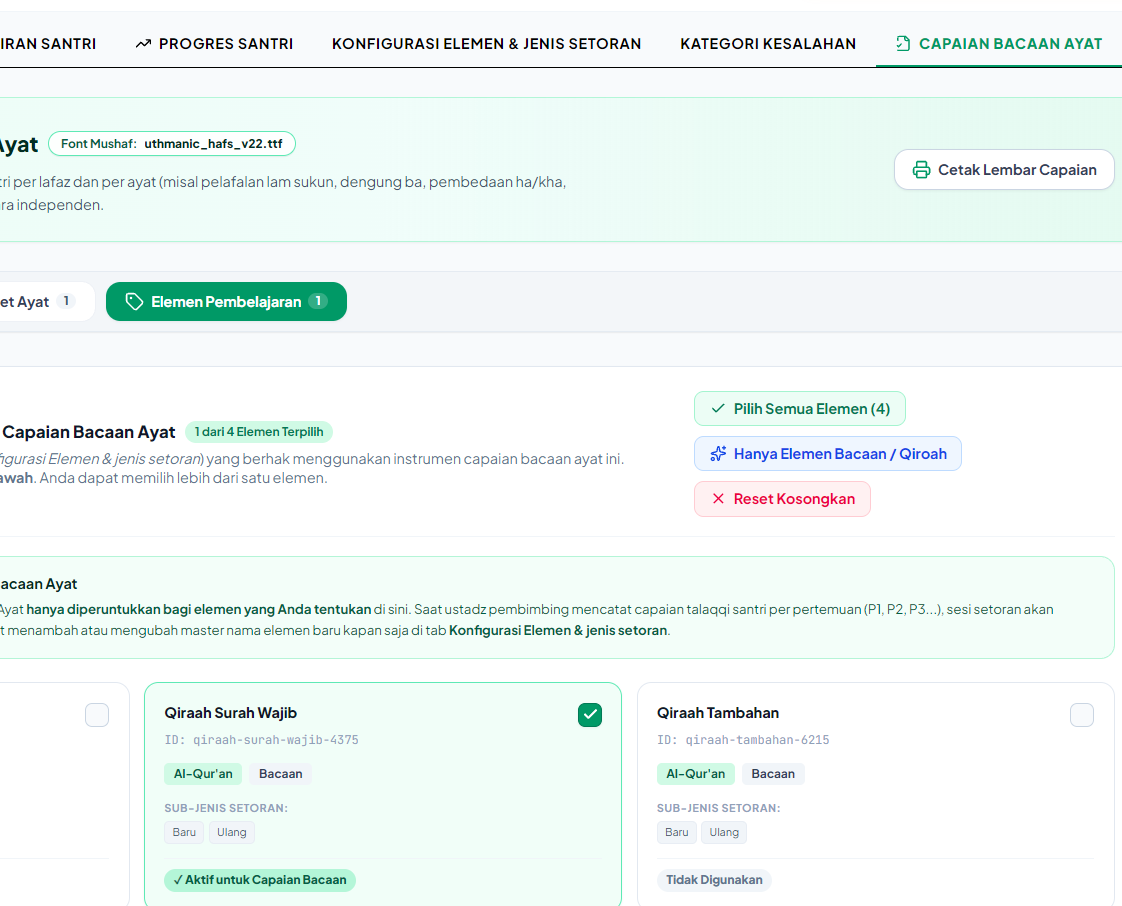 IRAN SANTRI PROGRES SANTRI KONFIGURASI ELEMEN & JENIS SETORAN KATEGORI KESALAHAN CAPAIAN BACAAN AYAT
Ayat Font Mushaf: uthmanic_hafs_v22.ttf
Cetak Lembar Capaian
tri per lafaz dan per ayat (misal pelafalan lam sukun, dengung ba, pembedaan ha/kha,
ra independen.
et Ayat 1 Elemen Pembelajaran 1
Capaian Bacaan Ayat 1 dari 4 Elemen Terpilih
figurasi Elemen & jenis setoran) yang berhak menggunakan instrumen capaian bacaan ayat ini.
awah. Anda dapat memilih lebih dari satu elemen.
Pilih Semua Elemen (4)
Hanya Elemen Bacaan / Qiroah
Reset Kosongkan
acaan Ayat
Ayat hanya diperuntukkan bagi elemen yang Anda tentukan di sini. Saat ustadz pembimbing mencatat capaian talaqqi santri per pertemuan (P1, P2, P3...), sesi setoran akan
t menambah atau mengubah master nama elemen baru kapan saja di tab Konfigurasi Elemen & jenis setoran.
Qiraah Surah Wajib
ID: qiraah-surah-wajib-4375
Al-Qur'an Bacaan
SUB-JENIS SETORAN:
Baru Ulang
✓ Aktif untuk Capaian Bacaan
Qiraah Tambahan
ID: qiraah-tambahan-6215
Al-Qur'an Bacaan
SUB-JENIS SETORAN:
Baru Ulang
Tidak Digunakan